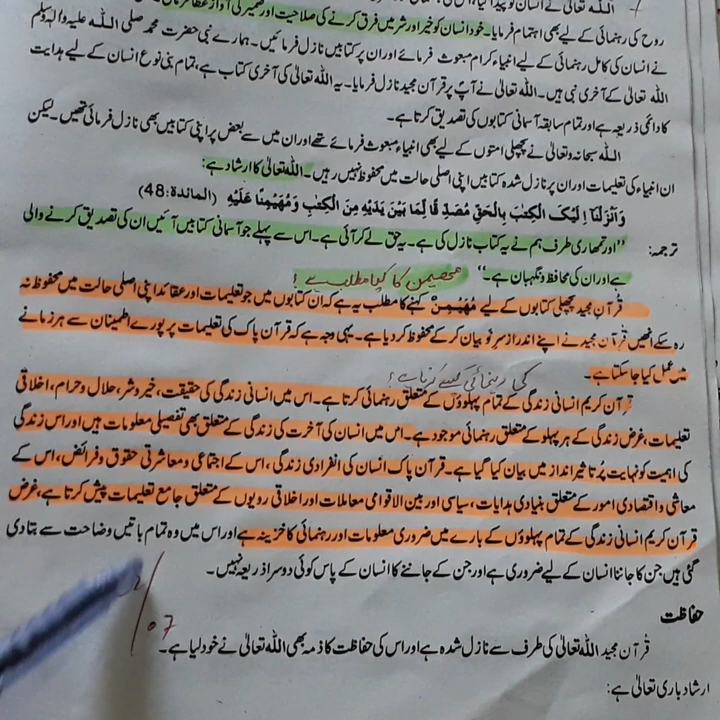 اللہ تعالیٰ نے انسان کو پیدا کیا،
روح کی رہنمائی کے لیے بھی اہتمام فرمایا۔ خود انسان کو خیر اور شر میں فرق کرنے کی صلاحیت اور ضمیر کی آواز عطا فرمائی
نے انسان کی کامل رہنمائی کے لیے انبیاء کرام مبعوث فرمائے اور ان پر کتابیں نازل فرمائیں۔ ہمارے نبی حضرت محمد صلی اللہ علیہ وآلہٖ وسلم
اللہ تعالیٰ کے آخری نبی ہیں۔ اللہ تعالیٰ نے آپؐ پر قرآن مجید نازل فرمایا۔ یہ اللہ تعالیٰ کی آخری کتاب ہے، تمام بنی نوع انسان کے لیے ہدایت
کا دائمی ذریعہ ہے اور تمام سابقہ آسمانی کتابوں کی تصدیق کرتا ہے۔
اللہ سبحانہٗ وتعالیٰ نے پچھلی امتوں کے لیے بھی انبیاء مبعوث فرمائے تھے اور ان میں سے بعض پر اپنی کتابیں بھی نازل فرمائی تھیں۔ لیکن
ان انبیاء کی تعلیمات اور ان پر نازل شدہ کتابیں اپنی اصلی حالت میں محفوظ نہیں رہیں۔ اللہ تعالیٰ کا ارشاد ہے:
وَاَنْزَلْنَآ اِلَيْكَ الْكِتٰبَ بِالْحَقِّ مُصَدِّقًا لِّمَا بَيْنَ يَدَيْهِ مِنَ الْكِتٰبِ وَمُهَيْمِنًا عَلَيْهِ (المائدة:48)
ترجمہ: "اور تمھاری طرف ہم نے یہ کتاب نازل کی ہے۔ یہ حق لے کر آئی ہے۔ اس سے پہلے جو آسمانی کتابیں آئیں ان کی تصدیق کرنے والی
ہے اور ان کی محافظ و نگہبان ہے۔" مھیمن کا کیا مطلب ہے؟
قرآن مجید پچھلی کتابوں کے لیے مُهَيْمِنْ کہنے کا مطلب یہ ہے کہ ان کتابوں میں جو تعلیمات اور عقائد اپنی اصلی حالت میں محفوظ نہ
رہ سکے انھیں قرآن مجید نے اپنے اندر از سرِ نو بیان کر کے محفوظ کر دیا ہے۔ یہی وجہ ہے کہ قرآن پاک کی تعلیمات پر پورے اطمینان سے ہر زمانے
میں عمل کیا جا سکتا ہے۔ کی رہنمائی کیسے کرتا ہے؟
قرآن کریم انسانی زندگی کے تمام پہلوؤں کے متعلق رہنمائی کرتا ہے۔ اس میں انسانی زندگی کی حقیقت، خیر و شر، حلال و حرام، اخلاقی
تعلیمات، غرض زندگی کے ہر پہلو کے متعلق رہنمائی موجود ہے۔ اس میں انسان کی آخرت کی زندگی کے متعلق بھی تفصیلی معلومات ہیں اور اس زندگی
کی اہمیت کو نہایت پُر تاثیر انداز میں بیان کیا گیا ہے۔ قرآن پاک انسان کی انفرادی زندگی، اس کے اجتماعی و معاشرتی حقوق و فرائض، اس کے
معاشی و اقتصادی امور کے متعلق بنیادی ہدایات، سیاسی اور بین الاقوامی معاملات اور اخلاقی رویوں کے متعلق جامع تعلیمات پیش کرتا ہے، غرض
قرآن کریم انسانی زندگی کے تمام پہلوؤں کے بارے میں ضروری معلومات اور رہنمائی کا خزینہ ہے اور اس میں وہ تمام باتیں وضاحت سے بتا دی
گئی ہیں جن کا جاننا انسان کے لیے ضروری ہے اور جن کے جاننے کا انسان کے پاس کوئی دوسرا ذریعہ نہیں۔
07
حفاظت
قرآن مجید اللہ تعالیٰ کی طرف سے نازل شدہ ہے اور اس کی حفاظت کا ذمہ بھی اللہ تعالیٰ نے خود لیا ہے۔
ارشاد باری تعالیٰ ہے: